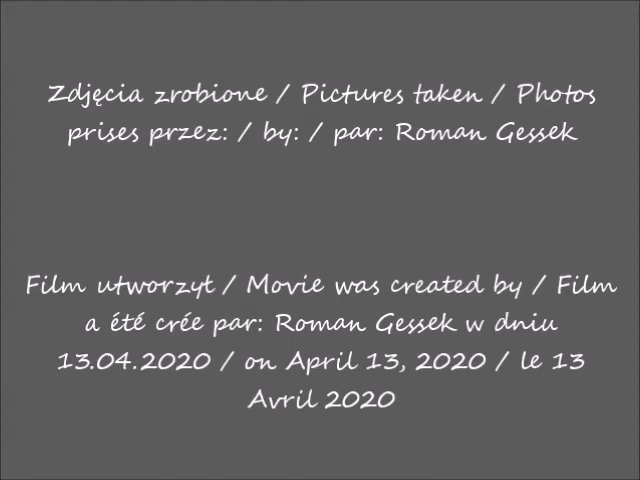 Zdjęcia zrobione / Pictures taken / Photos
prises przez: / by: / par: Roman Gessek
Film utworzył / Movie was created by / Film
a été crée par: Roman Gessek w dniu
13.04.2020 / on April 13, 2020 / le 13
Avril 2020